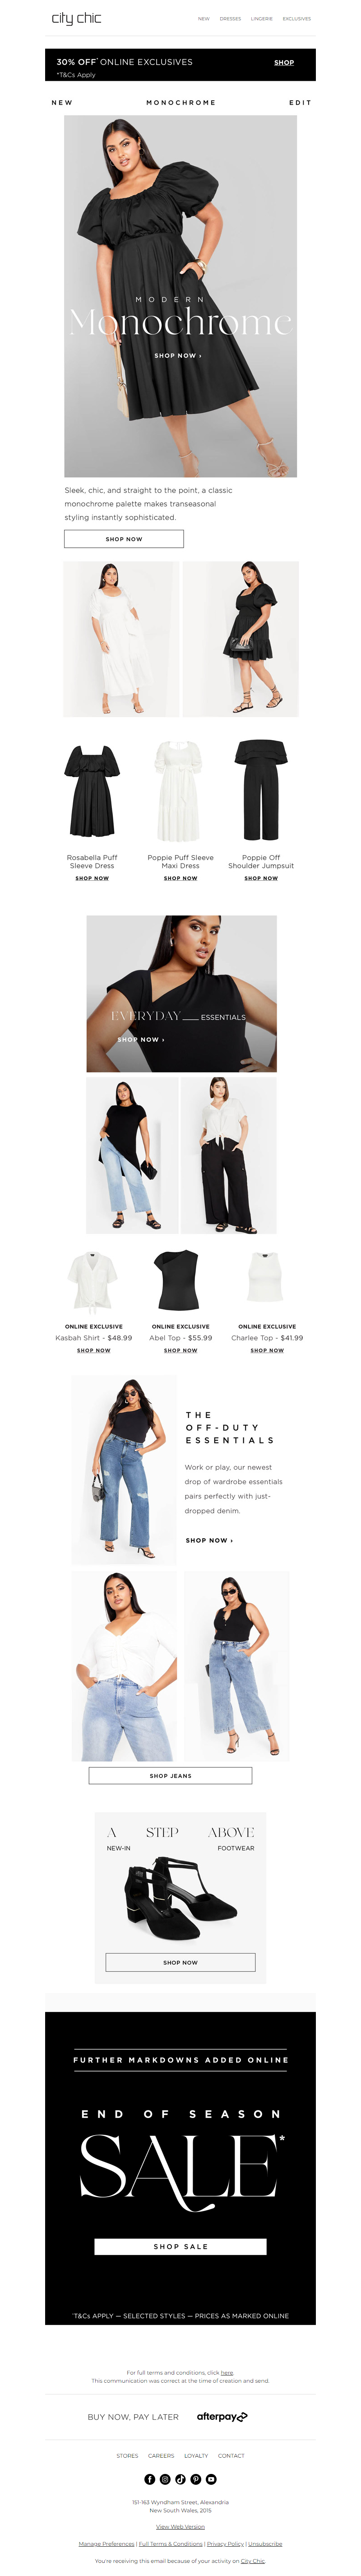 city chic
NEW DRESSES LINGERIE EXCLUSIVES
30% OFF* ONLINE EXCLUSIVES
SHOP
*T&Cs Apply
NEW MONOCHROME EDIT
MODERN
Monochrome
SHOP NOW ›
Sleek, chic, and straight to the point, a classic
monochrome palette makes transeasonal
styling instantly sophisticated.
SHOP NOW
Rosabella Puff
Sleeve Dress
SHOP NOW
Poppie Puff Sleeve
Maxi Dress
SHOP NOW
Poppie Off
Shoulder Jumpsuit
SHOP NOW
EVERYDAY ESSENTIALS
SHOP NOW ›
ONLINE EXCLUSIVE
Kasbah Shirt - $48.99
SHOP NOW
ONLINE EXCLUSIVE
Abel Top - $55.99
SHOP NOW
ONLINE EXCLUSIVE
Charlee Top - $41.99
SHOP NOW
THE
OFF-DUTY
ESSENTIALS
Work or play, our newest
drop of wardrobe essentials
pairs perfectly with just-
dropped denim.
SHOP NOW ›
SHOP JEANS
A STEP ABOVE
NEW-IN FOOTWEAR
SHOP NOW
FURTHER MARKDOWNS ADDED ONLINE
END OF SEASON
SALE*
SHOP SALE
*T&Cs APPLY — SELECTED STYLES — PRICES AS MARKED ONLINE
For full terms and conditions, click here.
This communication was correct at the time of creation and send.
BUY NOW, PAY LATER afterpay
STORES CAREERS LOYALTY CONTACT
151-163 Wyndham Street, Alexandria
New South Wales, 2015
View Web Version
Manage Preferences | Full Terms & Conditions | Privacy Policy | Unsubscribe
You're receiving this email because of your activity on City Chic.